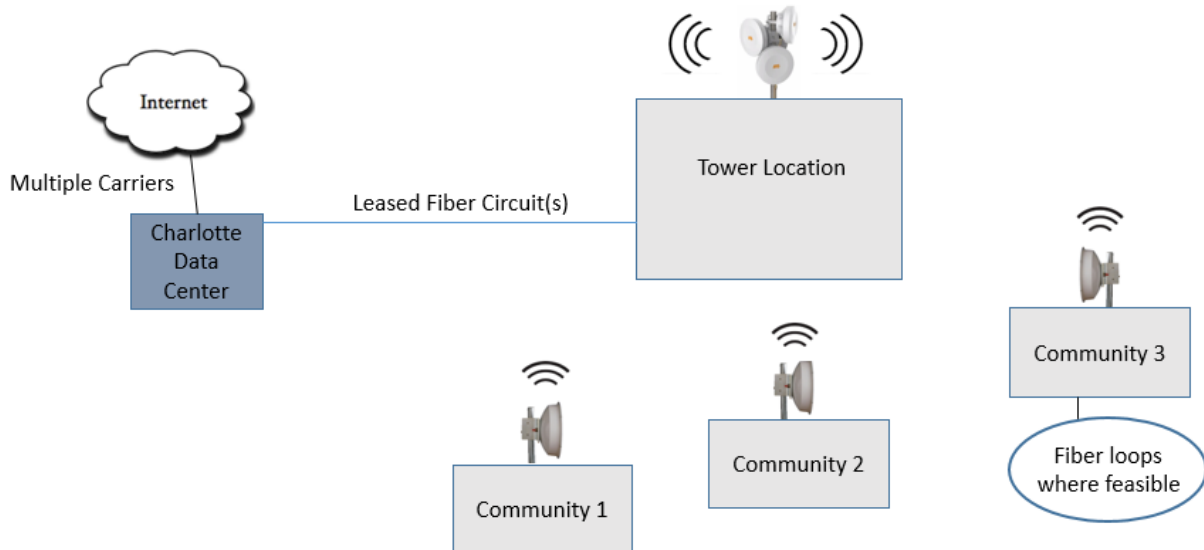 Internet
Multiple Carriers
Charlotte
Data
Center
Leased Fiber Circuit(s)
Tower Location
Community 1
Community 2
Community 3
Fiber loops
where feasible